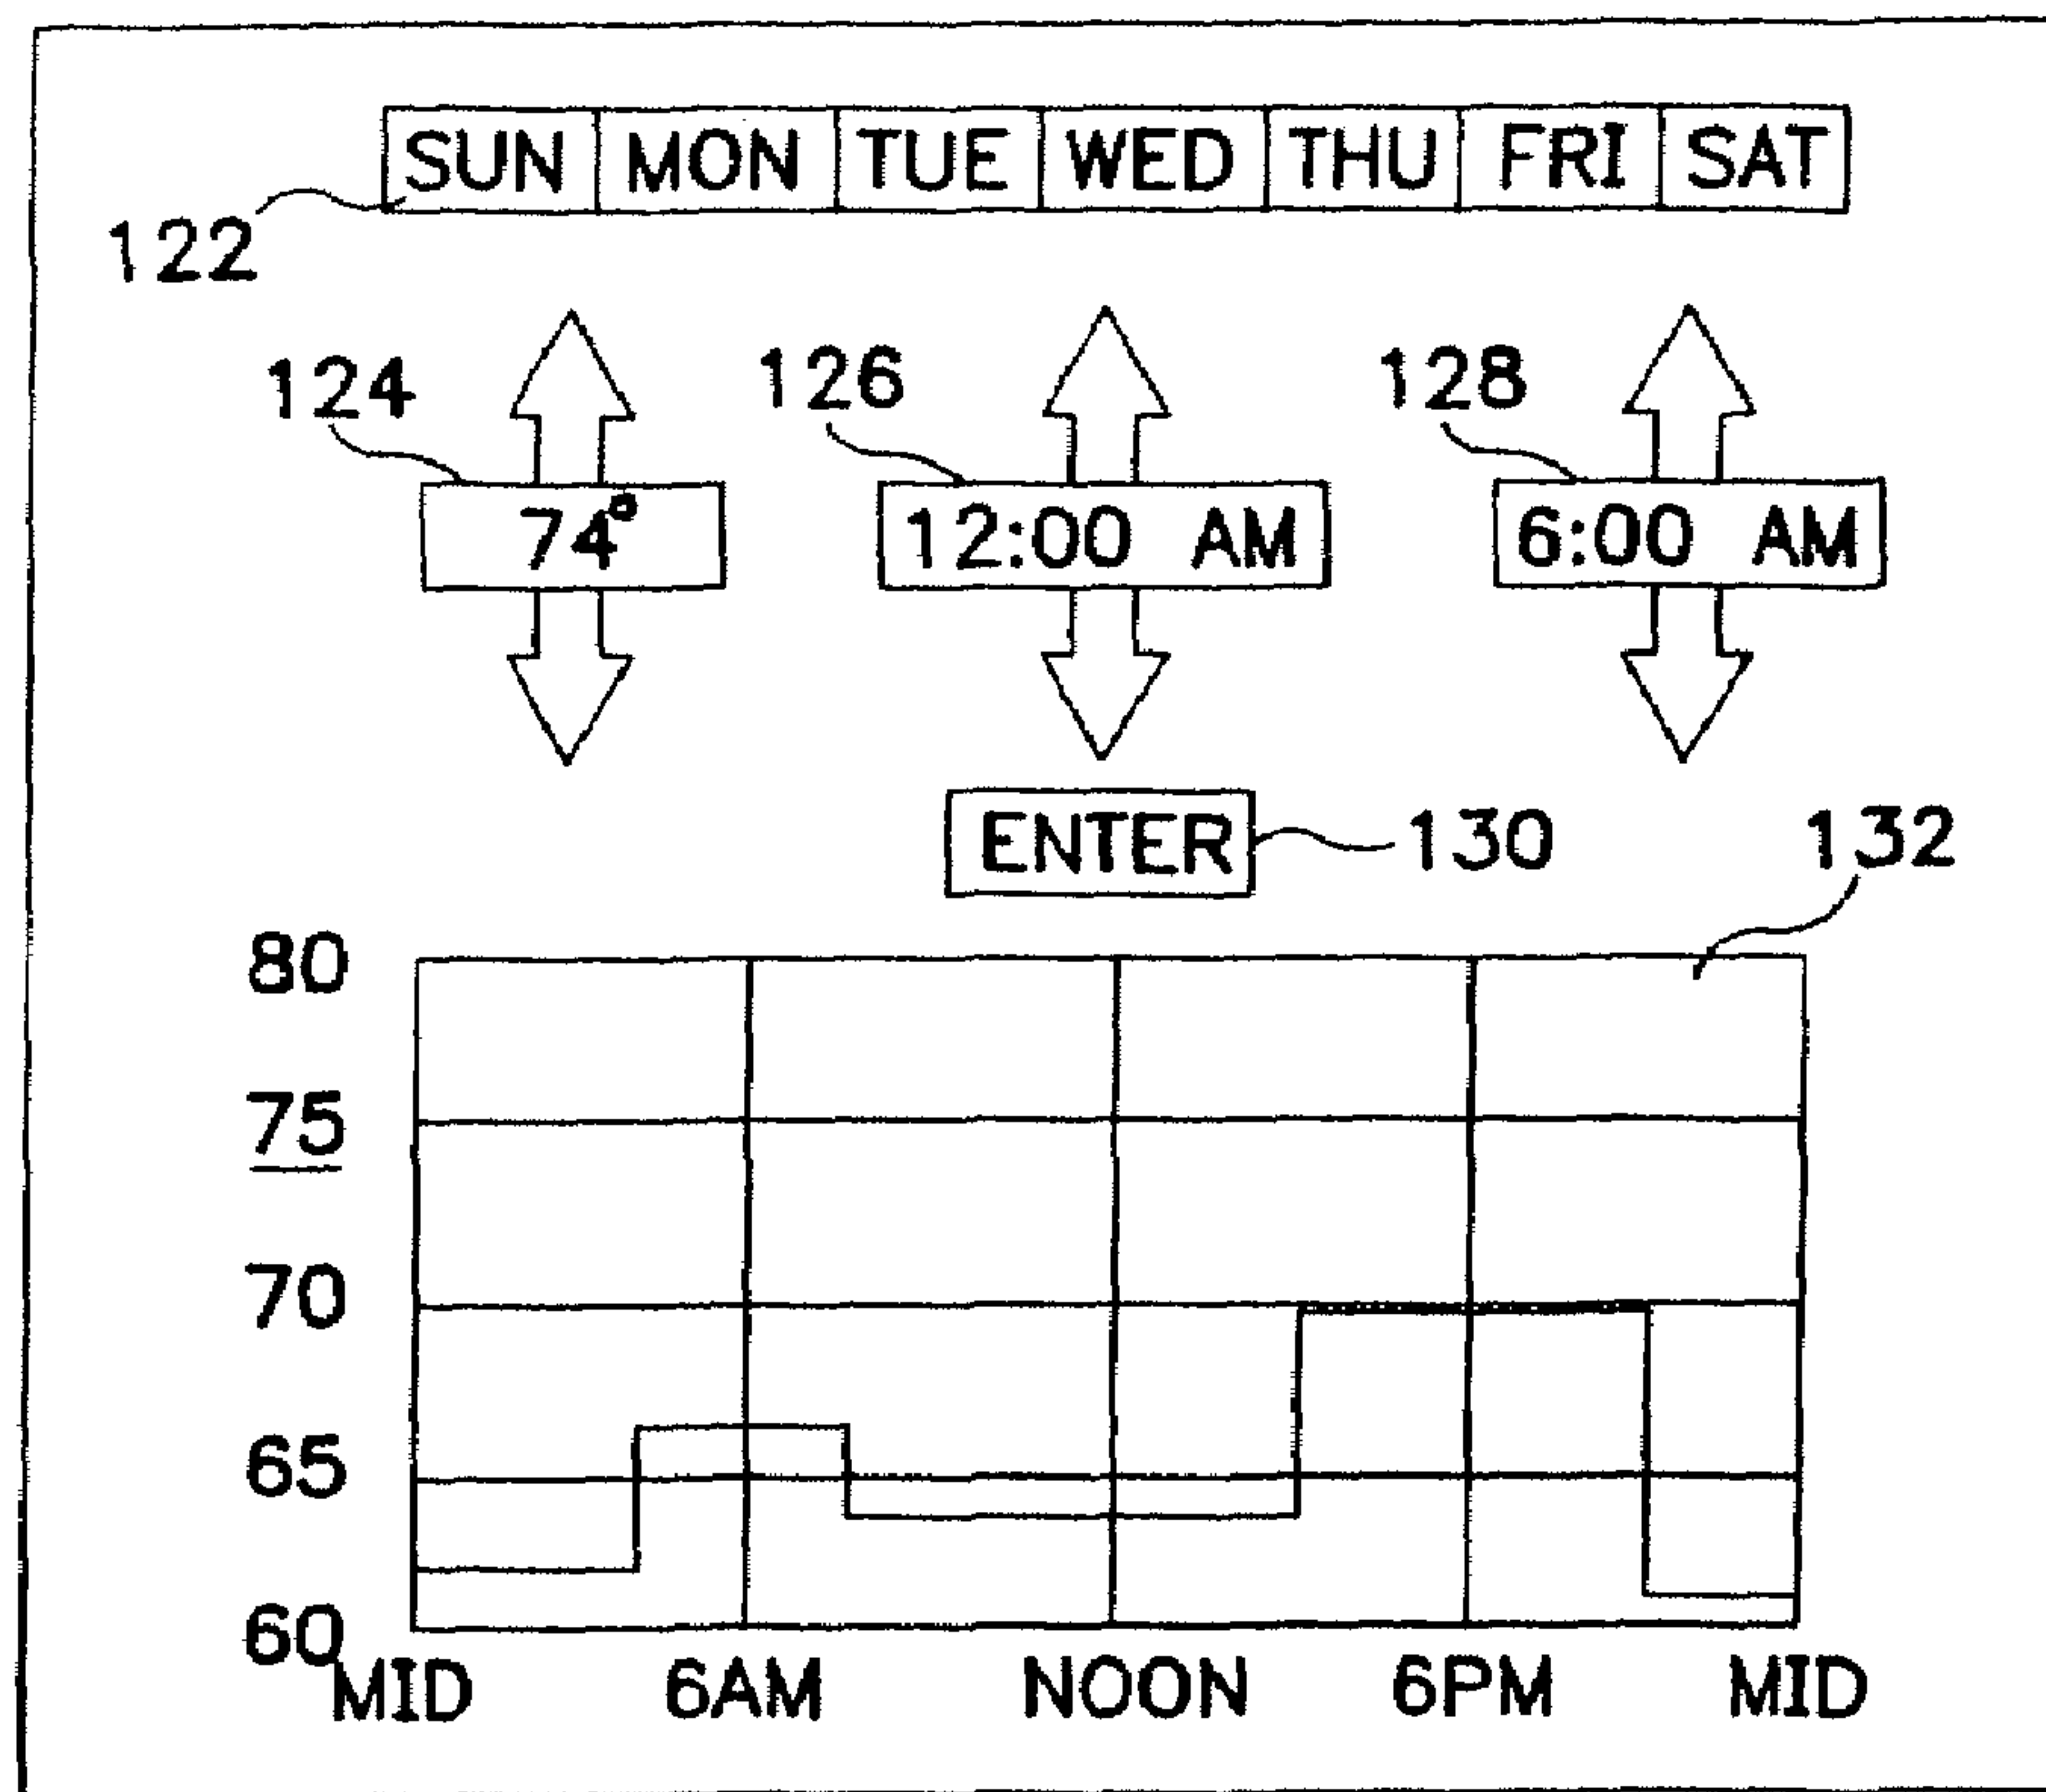 SUN MON TUE WED THU FRI SAT
122
124 126 128
74° 12:00 AM 6:00 AM
ENTER 130 132
80
75
70
65
60
MID 6AM NOON 6PM MID